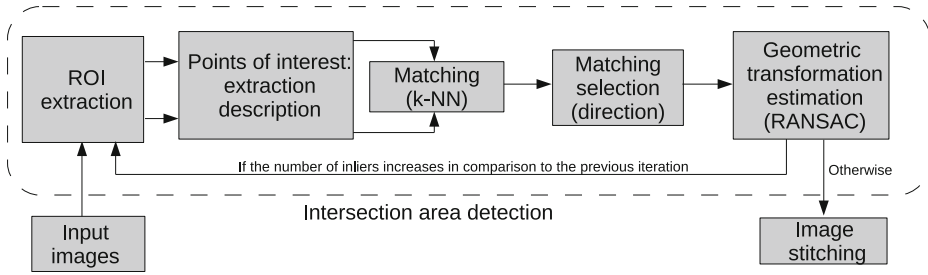 ROI
extraction
Points of interest:
extraction
description
Matching
(k-NN)
Matching
selection
(direction)
Geometric
transformation
estimation
(RANSAC)
If the number of inliers increases in comparison to the previous iteration
Otherwise
Intersection area detection
Input
images
Image
stitching